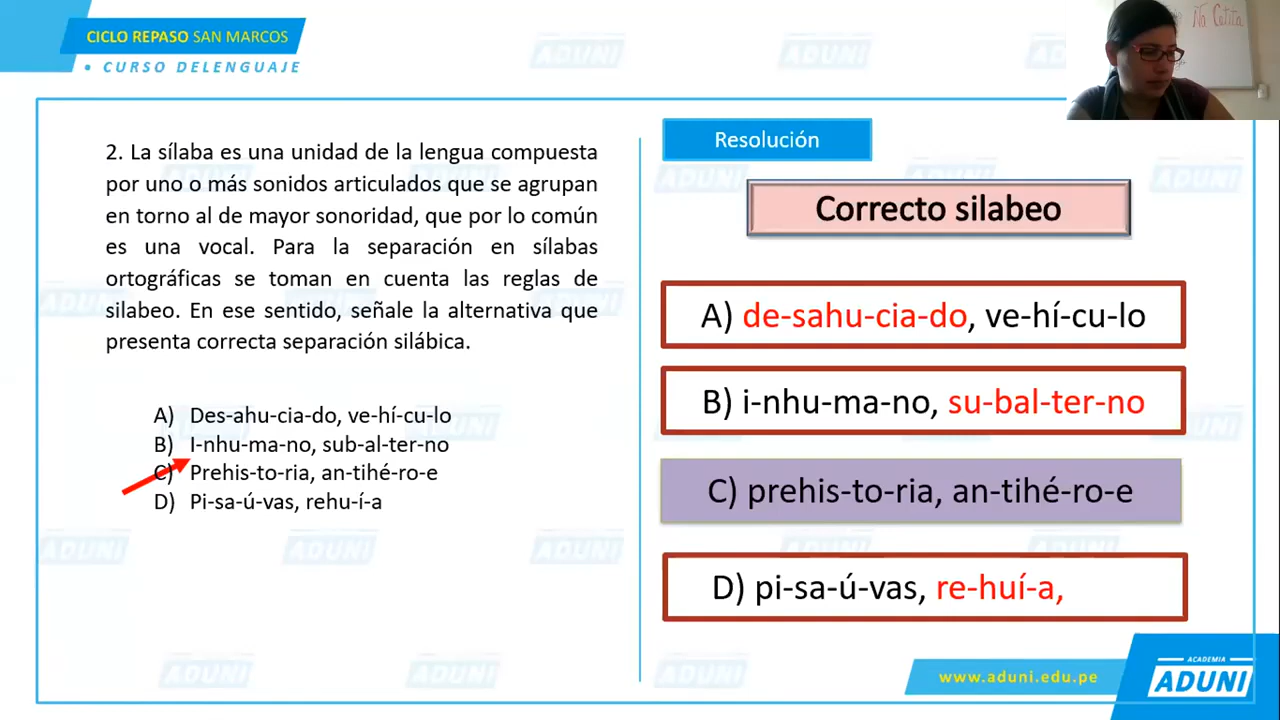 CICLO REPASO SAN MARCOS
• CURSO DELENGUAJE
No Cotita
2. La sílaba es una unidad de la lengua compuesta
por uno o más sonidos articulados que se agrupan
en torno al de mayor sonoridad, que por lo común
es una vocal. Para la separación en sílabas
ortográficas se toman en cuenta las reglas de
silabeo. En ese sentido, señale la alternativa que
presenta correcta separación silábica.
A) Des-ahu-cia-do, ve-hí-cu-lo
B) I-nhu-ma-no, sub-al-ter-no
C) Prehis-to-ria, an-tihé-ro-e
D) Pi-sa-ú-vas, rehu-í-a
Resolución
Correcto silabeo
A) de-sahu-cia-do, ve-hí-cu-lo
B) i-nhu-ma-no, su-bal-ter-no
C) prehis-to-ria, an-tihé-ro-e
D) pi-sa-ú-vas, re-huí-a,
www.aduni.edu.pe
ACADEMIA
ADUNI